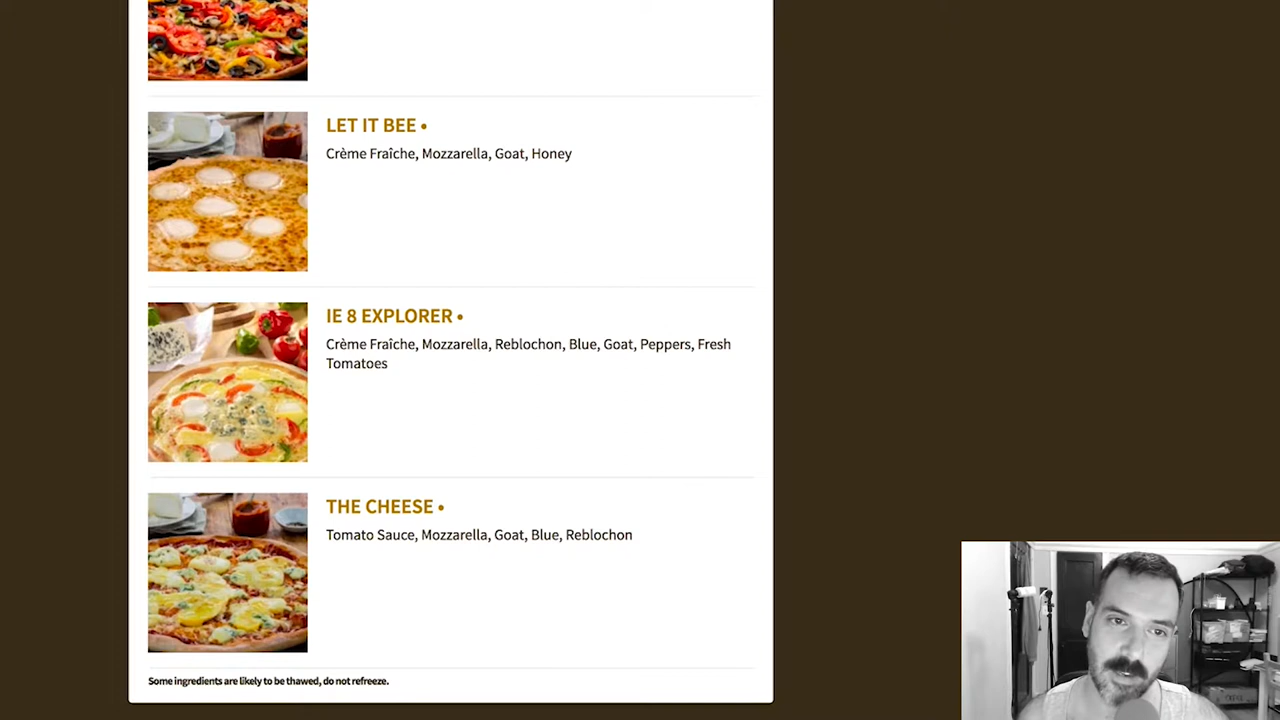 LET IT BEE •
Crème Fraîche, Mozzarella, Goat, Honey
IE 8 EXPLORER •
Crème Fraîche, Mozzarella, Reblochon, Blue, Goat, Peppers, Fresh
Tomatoes
THE CHEESE •
Tomato Sauce, Mozzarella, Goat, Blue, Reblochon
Some ingredients are likely to be thawed, do not refreeze.